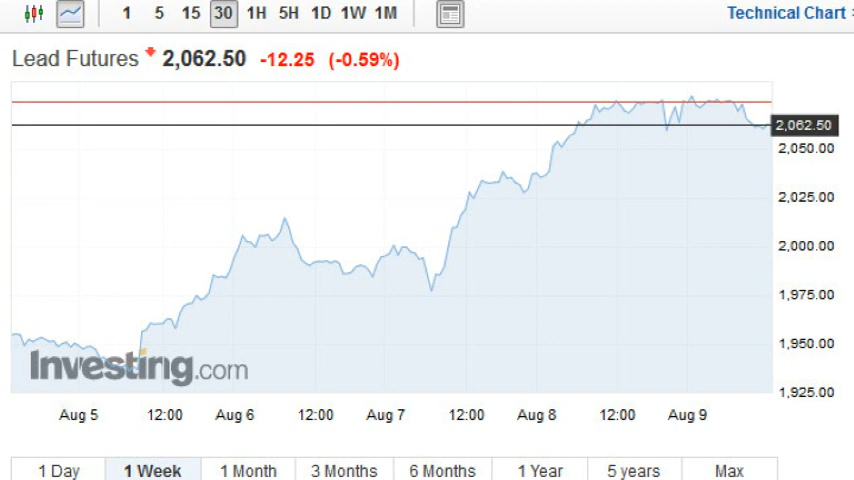 1 5 15 30 1H 5H 1D 1W 1M Technical Chart
Lead Futures 2,062.50 -12.25 (-0.59%)
2,062.50
2,050.00
2,025.00
2,000.00
1,975.00
1,950.00
1,925.00
Investing.com
Aug 5 12:00 Aug 6 12:00 Aug 7 12:00 Aug 8 12:00 Aug 9
1 Day 1 Week 1 Month 3 Months 6 Months 1 Year 5 years Max